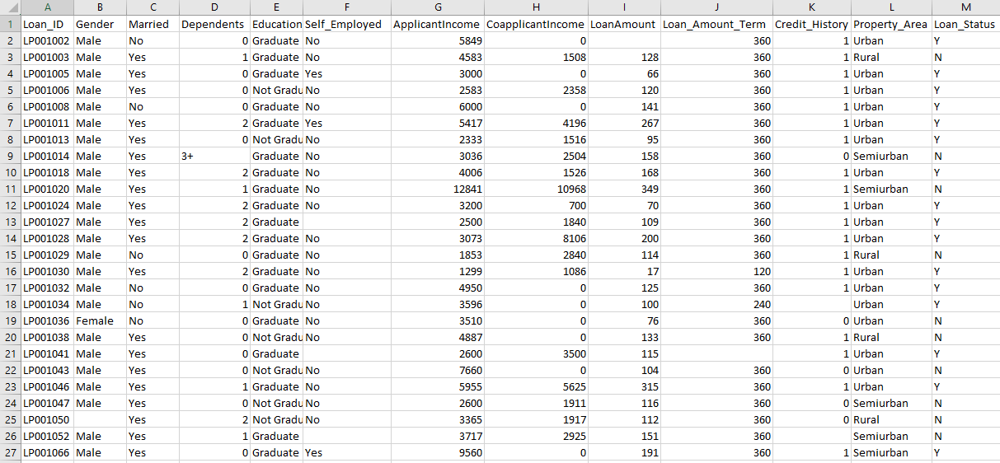 A B C D E F G H I J K L M
1 Loan_ID Gender Married Dependents Education Self_Employed ApplicantIncome CoapplicantIncome LoanAmount Loan_Amount_Term Credit_History Property_Area Loan_Status
2 LP001002 Male No 0 Graduate No 5849 0 360 1 Urban Y
3 LP001003 Male Yes 1 Graduate No 4583 1508 128 360 1 Rural N
4 LP001005 Male Yes 0 Graduate Yes 3000 0 66 360 1 Urban Y
5 LP001006 Male Yes 0 Not Gradu No 2583 2358 120 360 1 Urban Y
6 LP001008 Male No 0 Graduate No 6000 0 141 360 1 Urban Y
7 LP001011 Male Yes 2 Graduate Yes 5417 4196 267 360 1 Urban Y
8 LP001013 Male Yes 0 Not Gradu No 2333 1516 95 360 1 Urban Y
9 LP001014 Male Yes 3+ Graduate No 3036 2504 158 360 0 Semiurban N
10 LP001018 Male Yes 2 Graduate No 4006 1526 168 360 1 Urban Y
11 LP001020 Male Yes 1 Graduate No 12841 10968 349 360 1 Semiurban N
12 LP001024 Male Yes 2 Graduate No 3200 700 70 360 1 Urban Y
13 LP001027 Male Yes 2 Graduate 2500 1840 109 360 1 Urban Y
14 LP001028 Male Yes 2 Graduate No 3073 8106 200 360 1 Urban Y
15 LP001029 Male No 0 Graduate No 1853 2840 114 360 1 Rural N
16 LP001030 Male Yes 2 Graduate No 1299 1086 17 120 1 Urban Y
17 LP001032 Male No 0 Graduate No 4950 0 125 360 1 Urban Y
18 LP001034 Male No 1 Not Gradu No 3596 0 100 240 Urban Y
19 LP001036 Female No 0 Graduate No 3510 0 76 360 0 Urban N
20 LP001038 Male Yes 0 Not Gradu No 4887 0 133 360 1 Rural N
21 LP001041 Male Yes 0 Graduate 2600 3500 115 1 Urban Y
22 LP001043 Male Yes 0 Not Gradu No 7660 0 104 360 0 Urban N
23 LP001046 Male Yes 1 Graduate No 5955 5625 315 360 1 Urban Y
24 LP001047 Male Yes 0 Not Gradu No 2600 1911 116 360 0 Semiurban N
25 LP001050 Yes 2 Not Gradu No 3365 1917 112 360 0 Rural N
26 LP001052 Male Yes 1 Graduate 3717 2925 151 360 Semiurban N
27 LP001066 Male Yes 0 Graduate Yes 9560 0 191 360 1 Semiurban Y